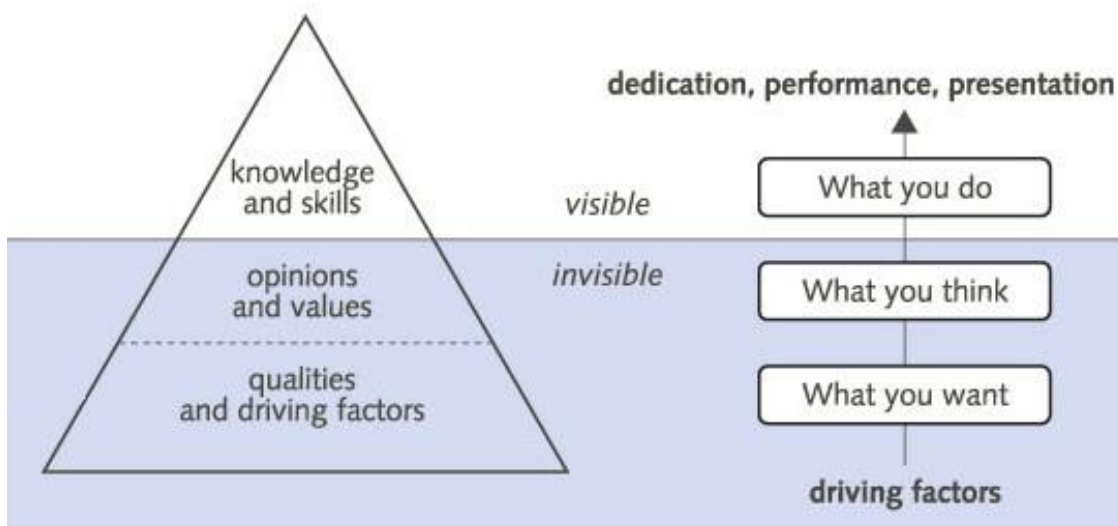 dedication, performance, presentation
knowledge
and skills
visible
What you do
opinions
and values
invisible
What you think
qualities
and driving factors
What you want
driving factors